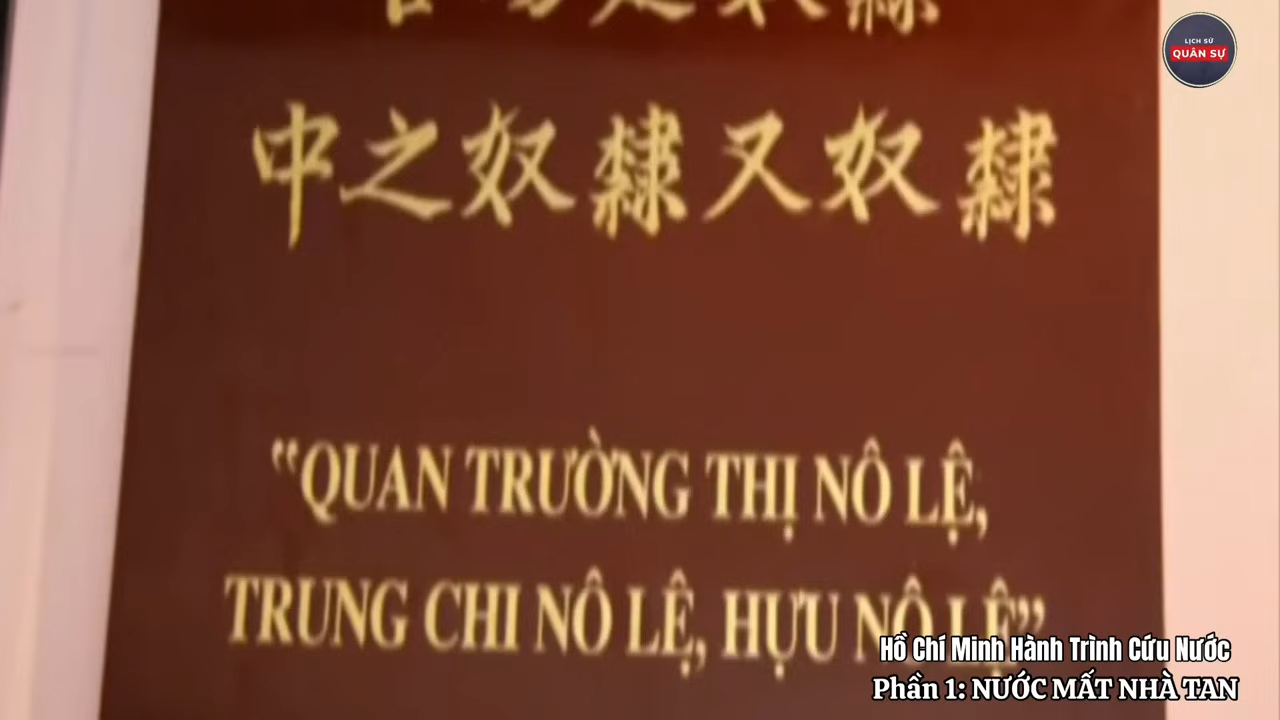 LỊCH SỬ
QUÂN SỰ
中之奴隸又奴隸
“QUAN TRƯỜNG THỊ NÔ LỆ,
TRUNG CHI NÔ LỆ, HỰU NÔ LỆ”
Hồ Chí Minh Hành Trình Cứu Nước
Phần 1: NƯỚC MẤT NHÀ TAN